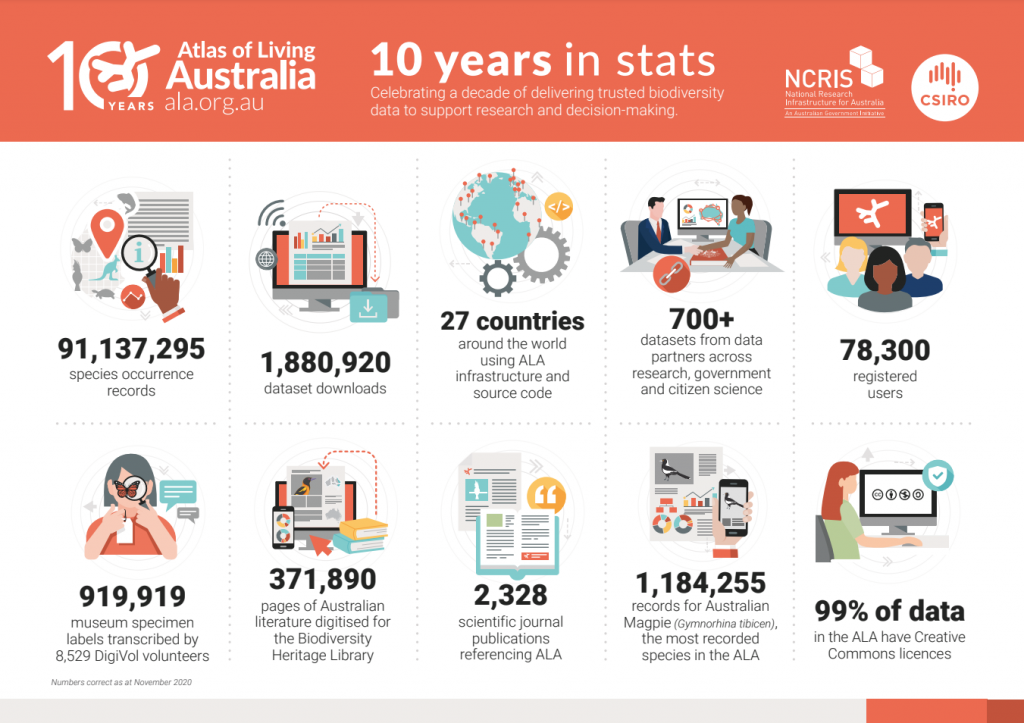 10 YEARS
Atlas of Living
Australia
ala.org.au
10 years in stats
Celebrating a decade of delivering trusted biodiversity
data to support research and decision-making.
NCRIS
National Research
Infrastructure for Australia
An Australian Government Initiative
CSIRO
91,137,295
species occurrence
records
1,880,920
dataset downloads
</>
27 countries
around the world
using ALA
infrastructure and
source code
700+
datasets from data
partners across
research, government
and citizen science
78,300
registered
users
919,919
museum specimen
labels transcribed by
8,529 DigiVol volunteers
371,890
pages of Australian
literature digitised for
the Biodiversity
Heritage Library
2,328
scientific journal
publications
referencing ALA
1,184,255
records for Australian
Magpie (Gymnorhina tibicen),
the most recorded
species in the ALA
99% of data
in the ALA have Creative
Commons licences
Numbers correct as at November 2020